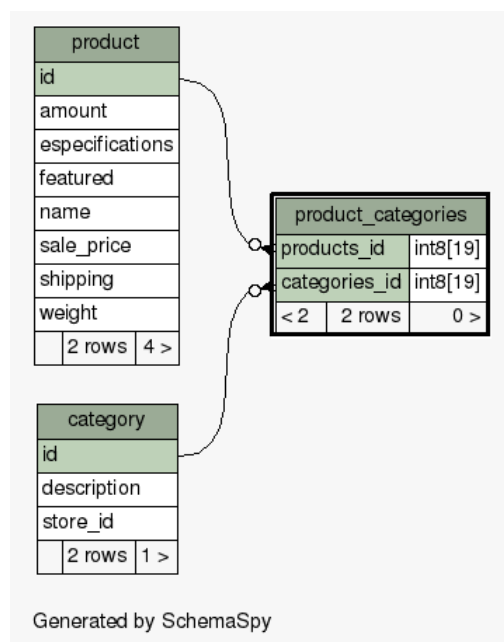 product
id
amount
especifications
featured
name
sale_price
shipping
weight
2 rows 4 >
product_categories
products_id int8[19]
categories_id int8[19]
< 2 2 rows 0 >
category
id
description
store_id
2 rows 1 >
Generated by SchemaSpy